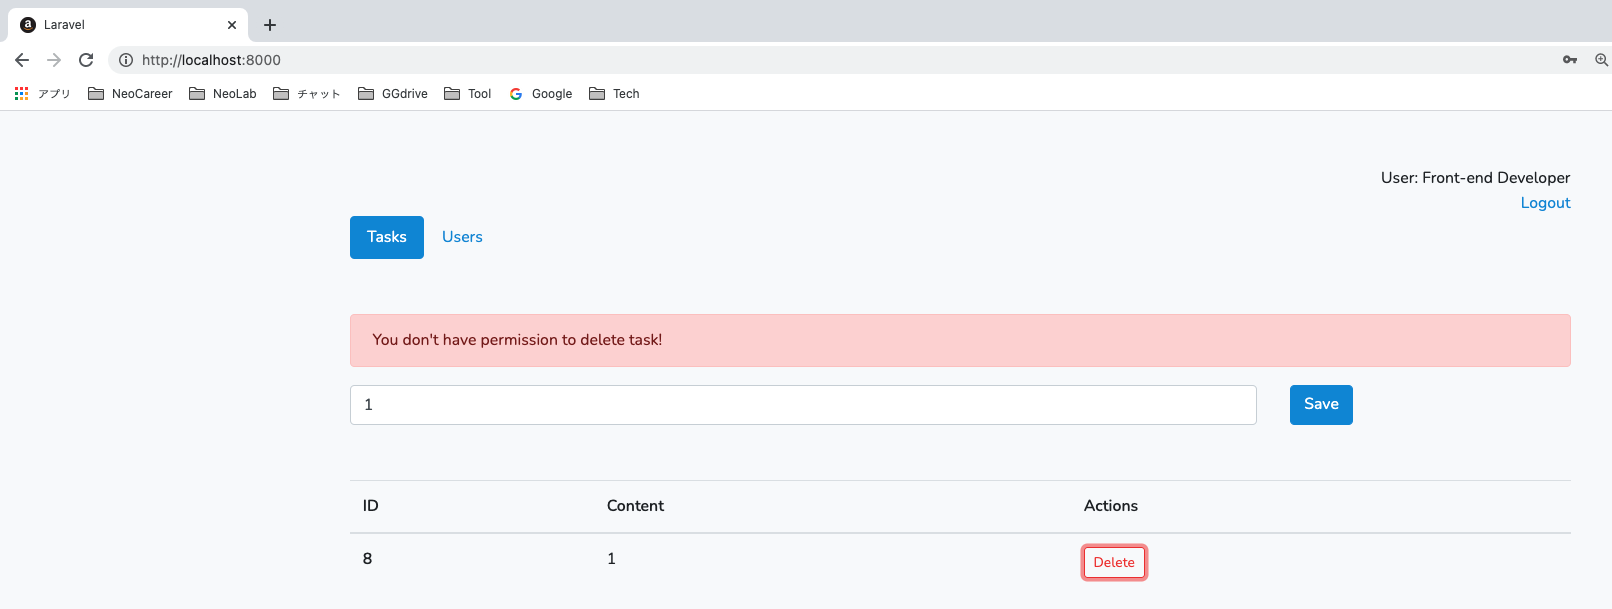 Laravel
http://localhost:8000
アプリ NeoCareer NeoLab チャット GGdrive Tool Google Tech
User: Front-end Developer
Logout
Tasks Users
You don't have permission to delete task!
1 Save
ID Content Actions
8 1 Delete